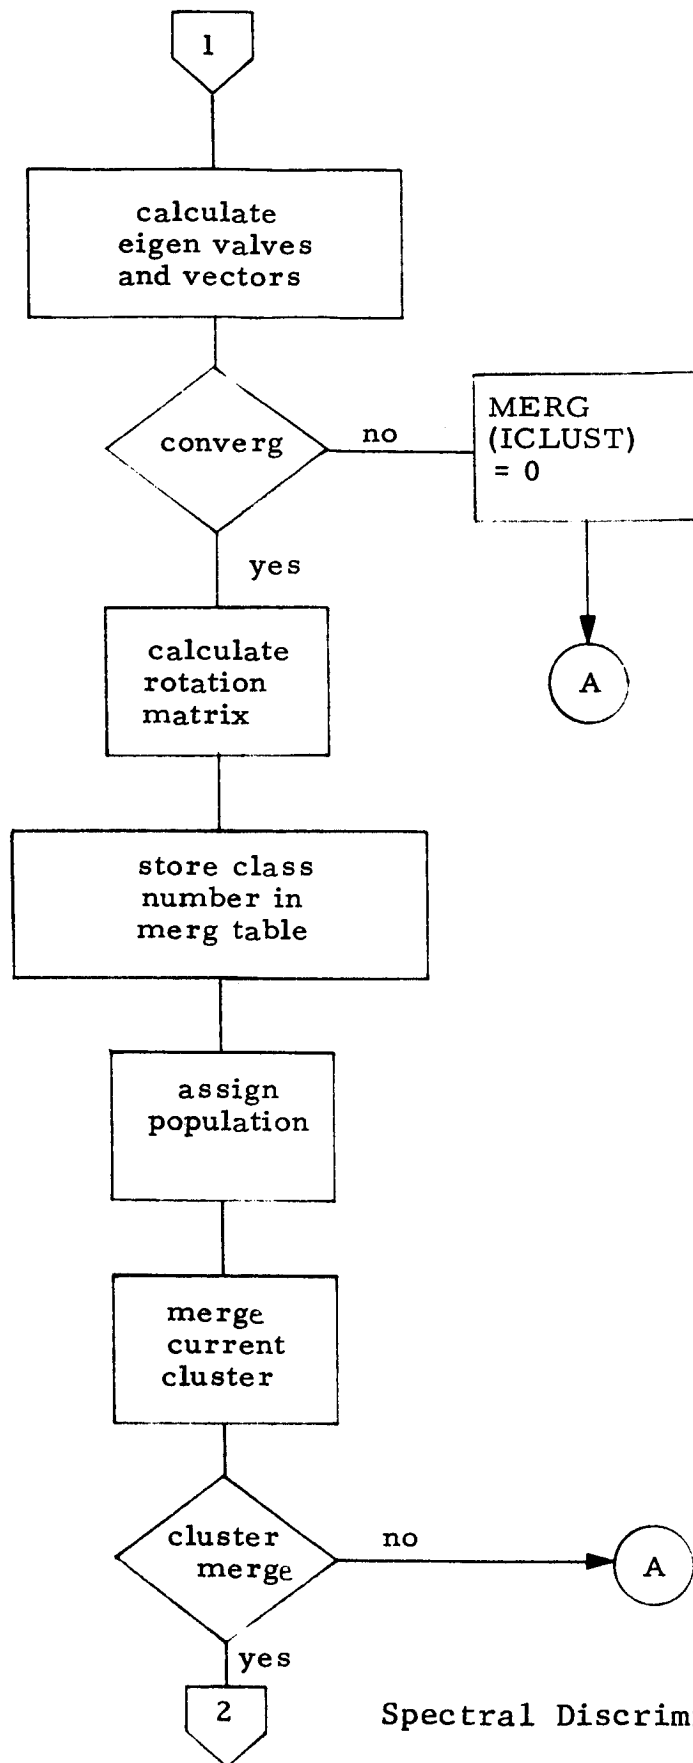 1
calculate
eigen valves
and vectors
converg
no
MERG
(ICLUST)
= 0
yes
A
calculate
rotation
matrix
store class
number in
merg table
assign
population
merge
current
cluster
cluster
merge
no
A
yes
2
Spectral Discrim